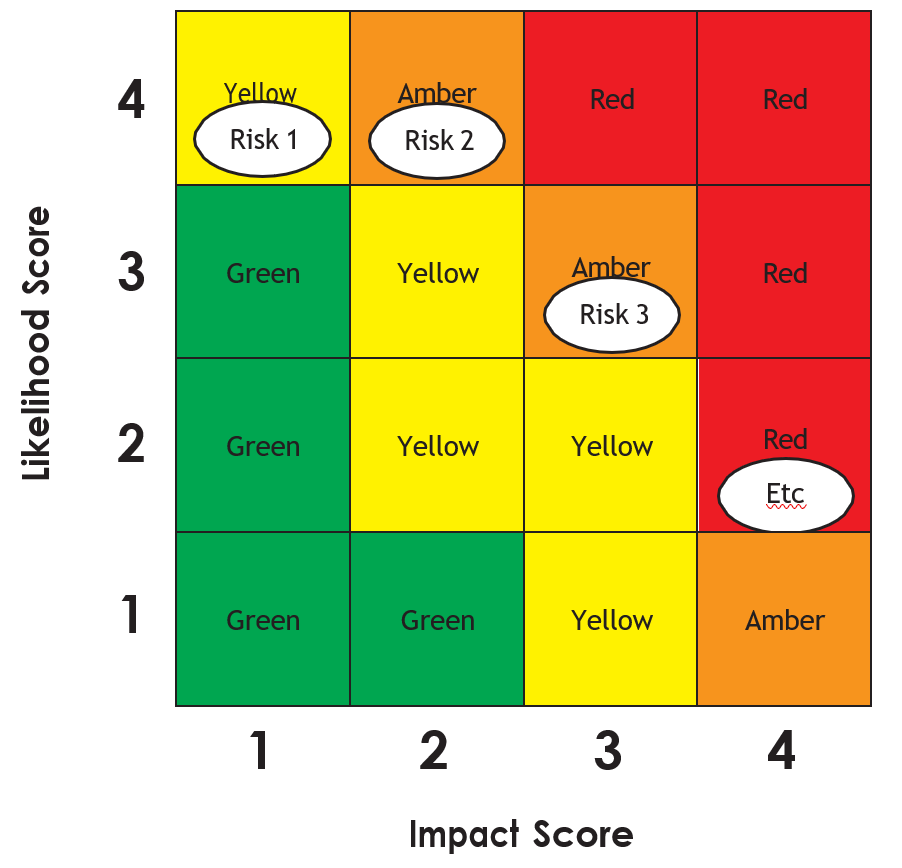 Likelihood Score
4
Yellow
Risk 1
Amber
Risk 2
Red
Red
3
Green
Yellow
Amber
Risk 3
Red
2
Green
Yellow
Yellow
Red
Etc
1
Green
Green
Yellow
Amber
1
2
3
4
Impact Score